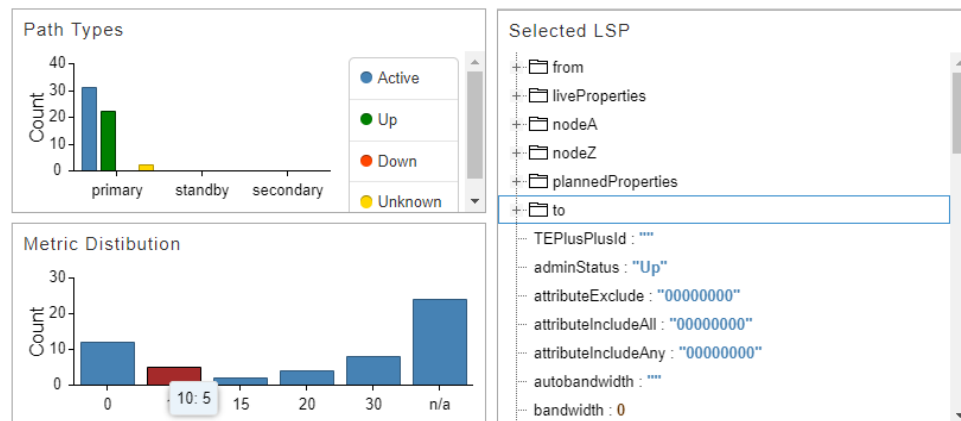 Path Types
40
30
20
10
0
Count
primary standby secondary
Active
Up
Down
Unknown
Metric Distibution
30
20
10
0
Count
0 15 20 30 n/a
10: 5
Selected LSP
from
liveProperties
nodeA
nodeZ
plannedProperties
to
TEPlusPlusId : ""
adminStatus : "Up"
attributeExclude : "00000000"
attributeIncludeAll : "00000000"
attributeIncludeAny : "00000000"
autobandwidth : ""
bandwidth : 0